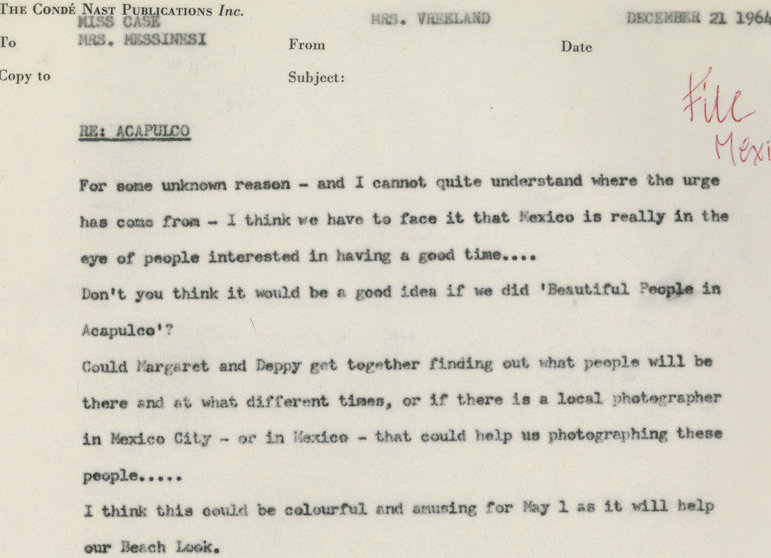 THE CONDÉ NAST PUBLICATIONS Inc.
MISS CASE MRS. VREELAND DECEMBER 21 1964
To MRS. MESSINESI From Date
Copy to Subject:
File
Mexi
RE: ACAPULCO
For some unknown reason - and I cannot quite understand where the urge
has come from - I think we have to face it that Mexico is really in the
eye of people interested in having a good time....
Don't you think it would be a good idea if we did 'Beautiful People in
Acapulco'?
Could Margaret and Deppy get together finding out what people will be
there and at what different times, or if there is a local photographer
in Mexico City - or in Mexico - that could help us photographing these
people.....
I think this could be colourful and amusing for May 1 as it will help
our Beach Look.